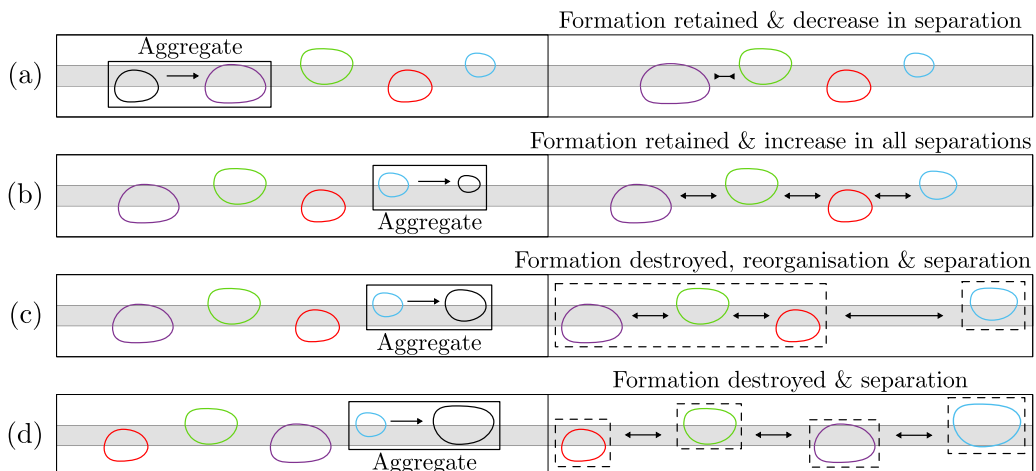 Formation retained & decrease in separation
(a)
Aggregate
Formation retained & increase in all separations
(b)
Aggregate
Formation destroyed, reorganisation & separation
(c)
Aggregate
Formation destroyed & separation
(d)
Aggregate